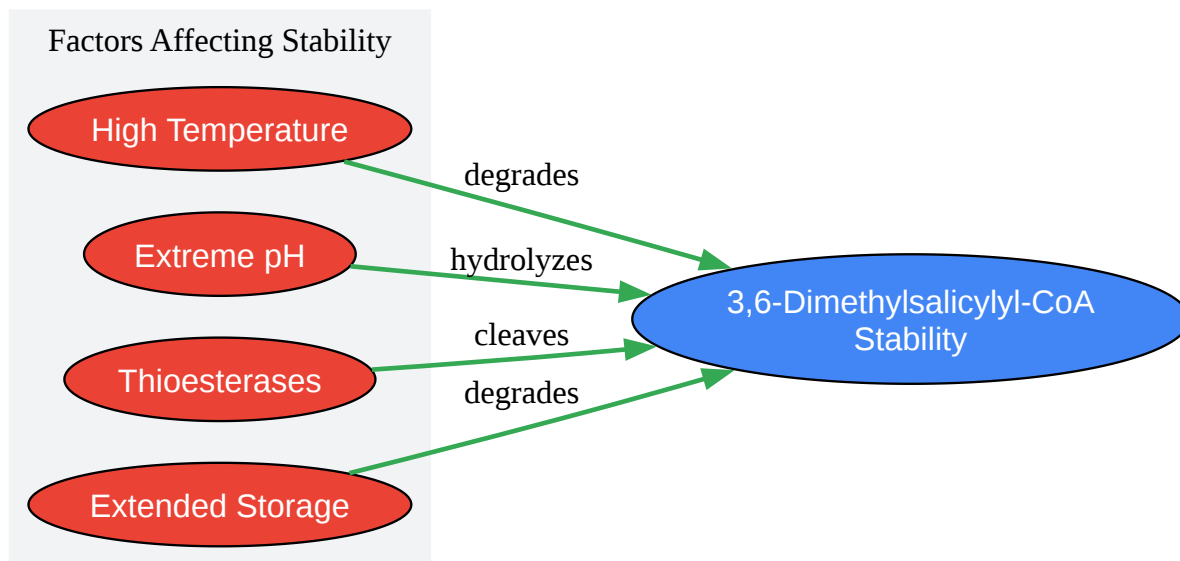 Factors Affecting Stability
High Temperature
degrades
Extreme pH
hydrolyzes
3,6-Dimethylsalicylyl-CoA
Stability
cleaves
Thioesterases
degrades
Extended Storage